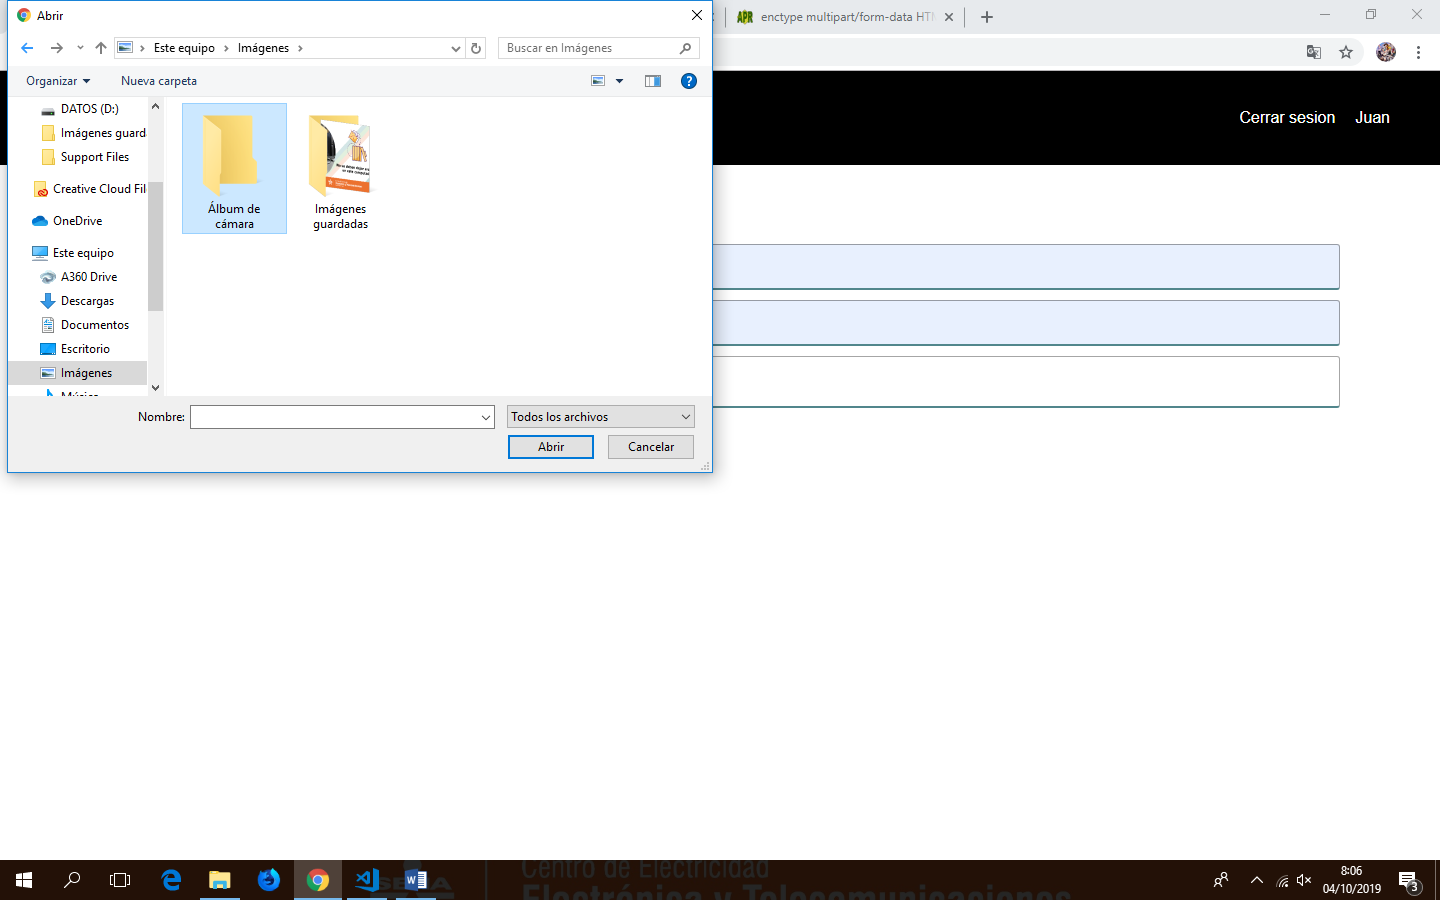 Abrir
enctype multipart/form-data HT
Este equipo
Imágenes
Buscar en Imágenes
Organizar
Nueva carpeta
Cerrar sesion
Juan
DATOS (D:)
Imágenes guard
Support Files
Creative Cloud Fil
OneDrive
Este equipo
A360 Drive
Descargas
Documentos
Escritorio
Imágenes
Música
Álbum de
cámara
Imágenes
guardadas
Nombre:
Todos los archivos
Abrir
Cancelar
Centro de Electricidad
Electrónica y Telecomunicaciones
8:06
04/10/2019
3